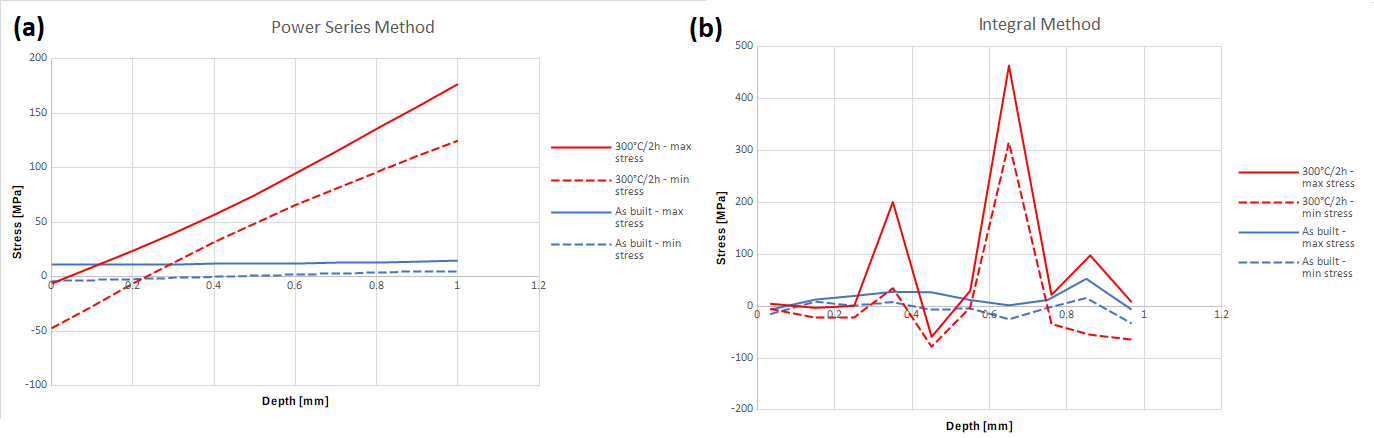 (a)
Power Series Method
200
150
100
50
0
-50
-100
0
0.2
0.4
0.6
0.8
1
1.2
Stress [MPa]
Depth [mm]
300°C/2h - max
stress
300°C/2h - min
stress
As built - max
stress
As built - min
stress
(b)
Integral Method
500
400
300
200
100
0
-100
-200
0
0.2
0.4
0.6
0.8
1
1.2
Stress [MPa]
Depth [mm]
300°C/2h -
max stress
300°C/2h -
min stress
As built -
max stress
As built -
min stress